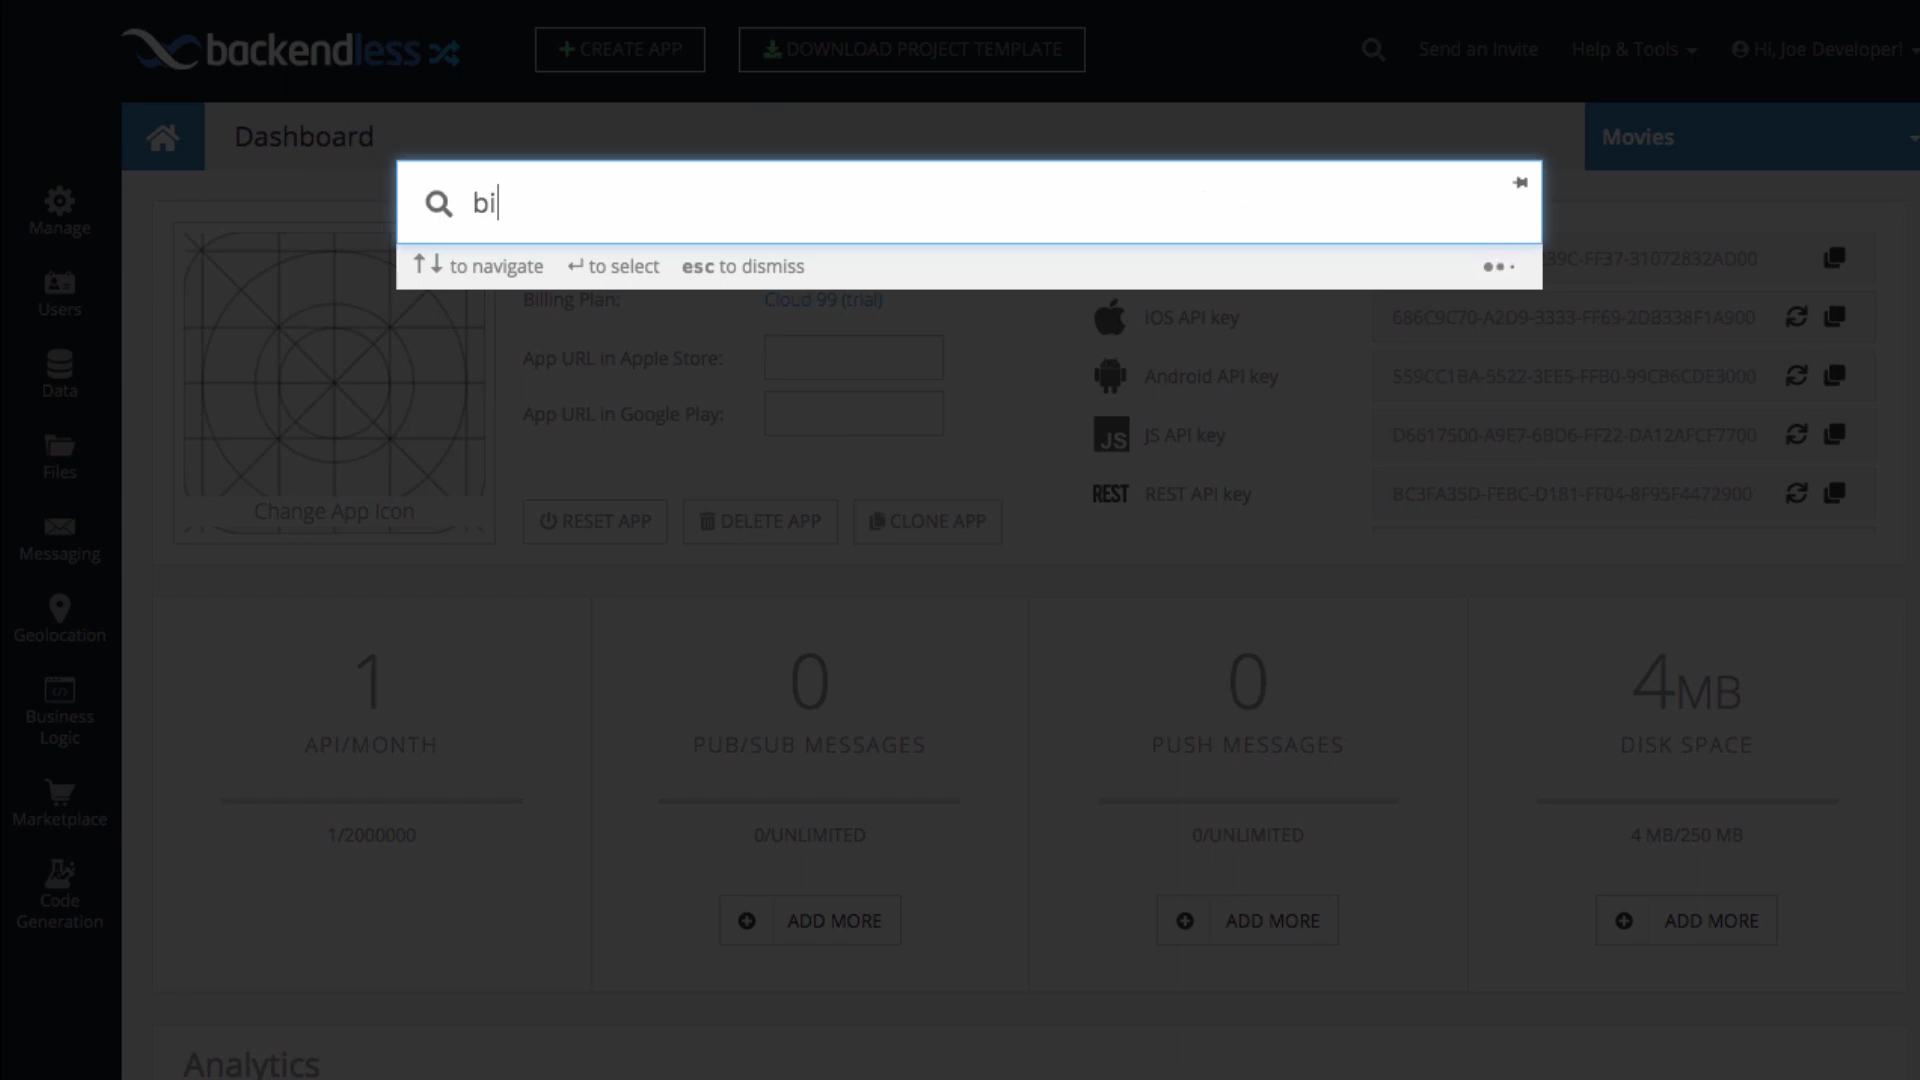 backendless
CREATE APP
DOWNLOAD PROJECT TEMPLATE
Send an Invite
Help & Tools
Hi, Joe Developer!
Dashboard
Movies
bi
to navigate
to select
esc to dismiss
Manage
Users
Data
Files
Messaging
Geolocation
Business
Logic
Marketplace
Code
Generation
Change App Icon
Billing Plan:
Cloud 99 (trial)
App URL in Apple Store:
App URL in Google Play:
RESET APP
DELETE APP
CLONE APP
39C-FF37-31072832AD00
iOS API key
686C9C70-A2D9-3333-FF69-2DB338F1A900
Android API key
559CC1BA-5522-3EE5-FFB0-99CB6CDE3000
JS
JS API key
D6617500-A9E7-6BD6-FF22-DA12AFCF7700
REST
REST API key
BC3FA35D-FEBC-D181-FF04-8F95F4472900
1
API/MONTH
1/2000000
0
PUB/SUB MESSAGES
0/UNLIMITED
ADD MORE
0
PUSH MESSAGES
0/UNLIMITED
ADD MORE
4MB
DISK SPACE
4 MB/250 MB
ADD MORE
Analytics